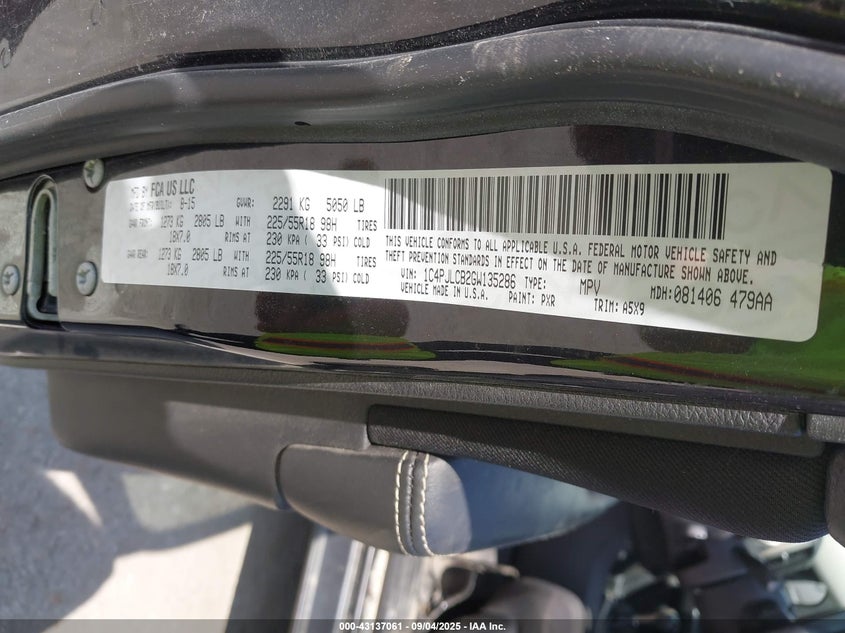 MFD BY FCA US LLC
DATE OF MFR(BUILT): 8-15 GVWR: 2291 KG 5050 LB
GAWR FRONT: 1273 KG 2805 LB WITH 225/55R18 98H TIRES
18X7.0 RIMS AT 230 KPA ( 33 PSI) COLD
GAWR REAR: 1273 KG 2805 LB WITH 225/55R18 98H TIRES
18X7.0 RIMS AT 230 KPA ( 33 PSI) COLD
THIS VEHICLE CONFORMS TO ALL APPLICABLE U.S.A. FEDERAL MOTOR VEHICLE SAFETY AND
THEFT PREVENTION STANDARDS IN EFFECT ON THE DATE OF MANUFACTURE SHOWN ABOVE.
VIN: 1C4PJLCB2GW135286 TYPE: MPV MDH:081406 479AA
VEHICLE MADE IN U.S.A. PAINT: PXR TRIM: A5X9
000-43137061 - 09/04/2025 - IAA Inc.